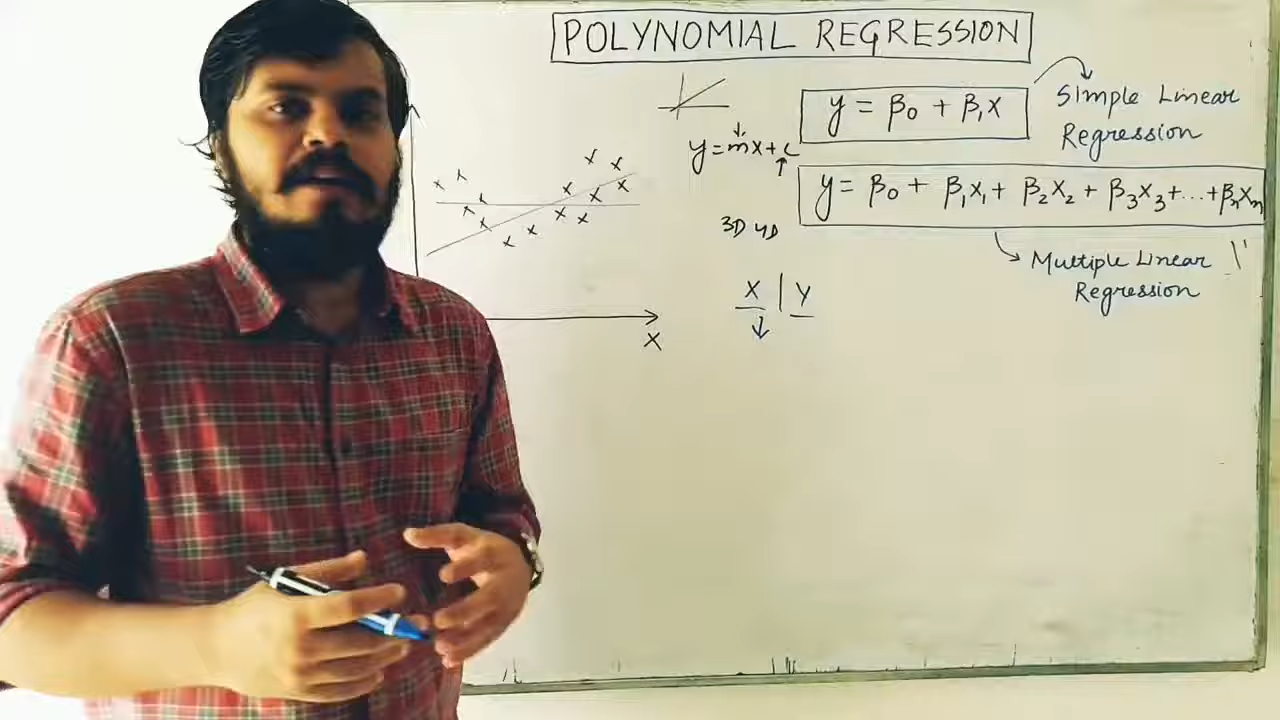 POLYNOMIAL REGRESSION
y = β₀ + β₁x
Simple Linear
Regression
y = mx + c
y = β₀ + β₁x₁ + β₂x₂ + β₃x₃ + ... + βₙxₙ
3D 4D
Multiple Linear
Regression
X | Y
X